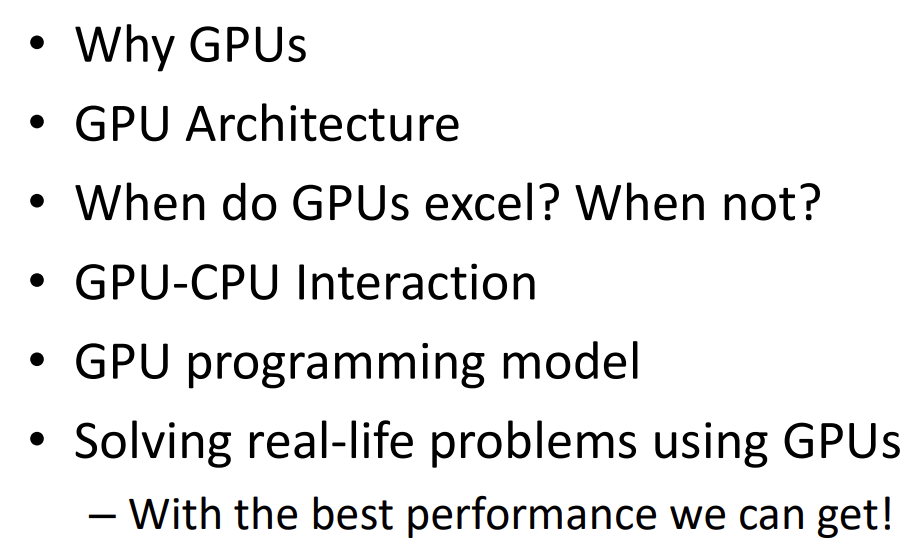 • Why GPUs
• GPU Architecture
• When do GPUs excel? When not?
• GPU-CPU Interaction
• GPU programming model
• Solving real-life problems using GPUs
– With the best performance we can get!